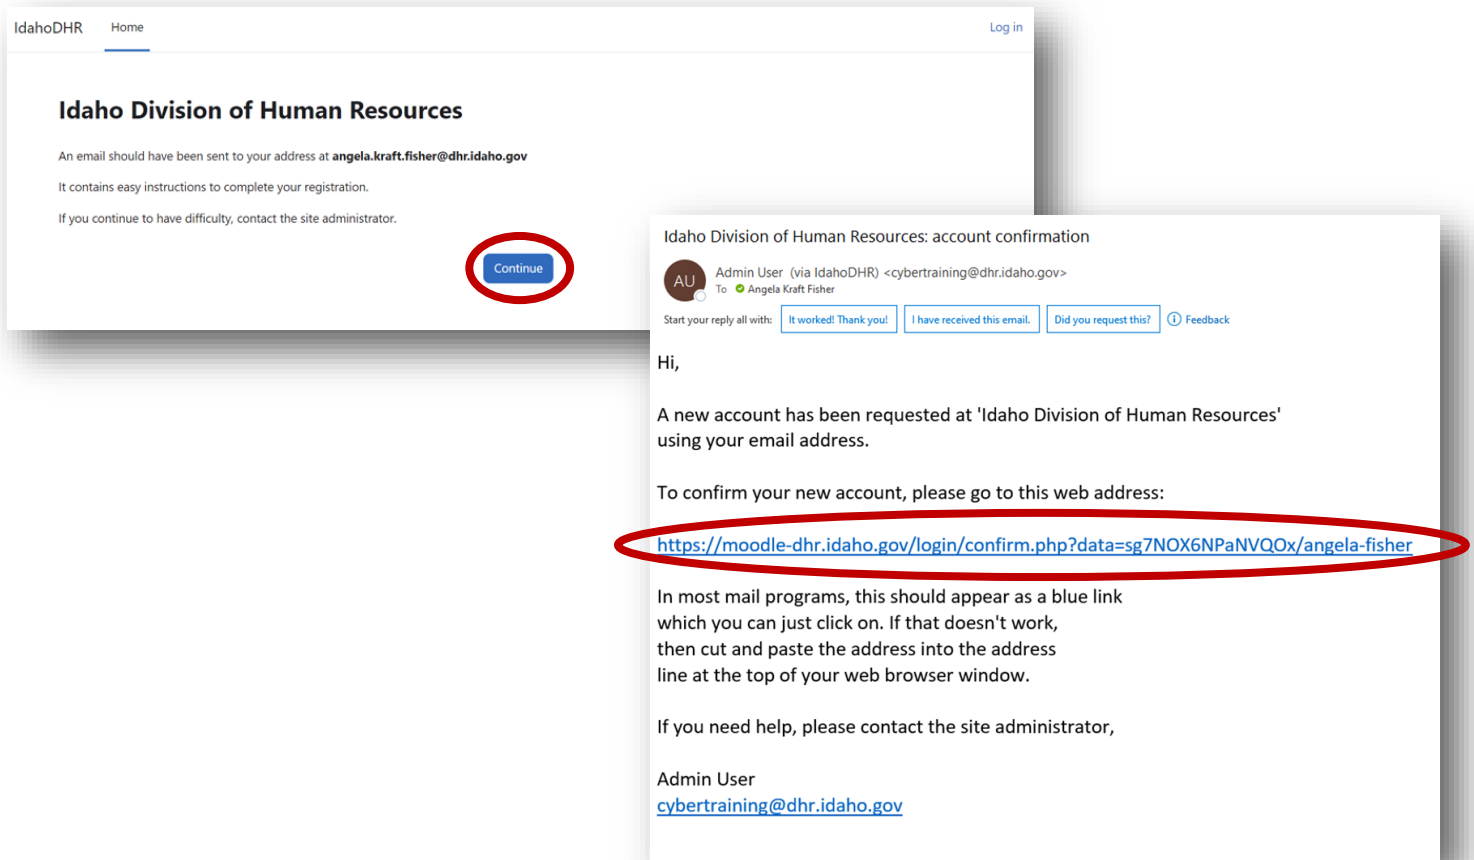 IdahoDHR Home Log in
Idaho Division of Human Resources
An email should have been sent to your address at angela.kraft.fisher@dhr.idaho.gov
It contains easy instructions to complete your registration.
If you continue to have difficulty, contact the site administrator.
Continue
Idaho Division of Human Resources: account confirmation
AU
Admin User (via IdahoDHR) <cybertraining@dhr.idaho.gov>
To Angela Kraft Fisher
Start your reply all with: It worked! Thank you! I have received this email. Did you request this? Feedback
Hi,
A new account has been requested at 'Idaho Division of Human Resources'
using your email address.
To confirm your new account, please go to this web address:
https://moodle-dhr.idaho.gov/login/confirm.php?data=sg7NOX6NPaNVQOx/angela-fisher
In most mail programs, this should appear as a blue link
which you can just click on. If that doesn't work,
then cut and paste the address into the address
line at the top of your web browser window.
If you need help, please contact the site administrator,
Admin User
cybertraining@dhr.idaho.gov